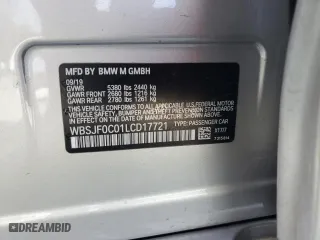 MFD BY BMW M GMBH
09/19
GVWR 5380 lbs 2440 kg
GAWR FRONT 2680 lbs 1216 kg
GAWR REAR 2780 lbs 1261 kg
THIS VEHICLE CONFORMS TO ALL
APPLICABLE U.S. FEDERAL MOTOR
VEHICLE SAFETY, BUMPER, AND
THEFT PREVENTION STANDARDS
IN EFFECT ON THE DATE OF
MANUFACTURE SHOWN ABOVE.
WBSJF0C01LCD17721
TYPE: PASSENGER CAR